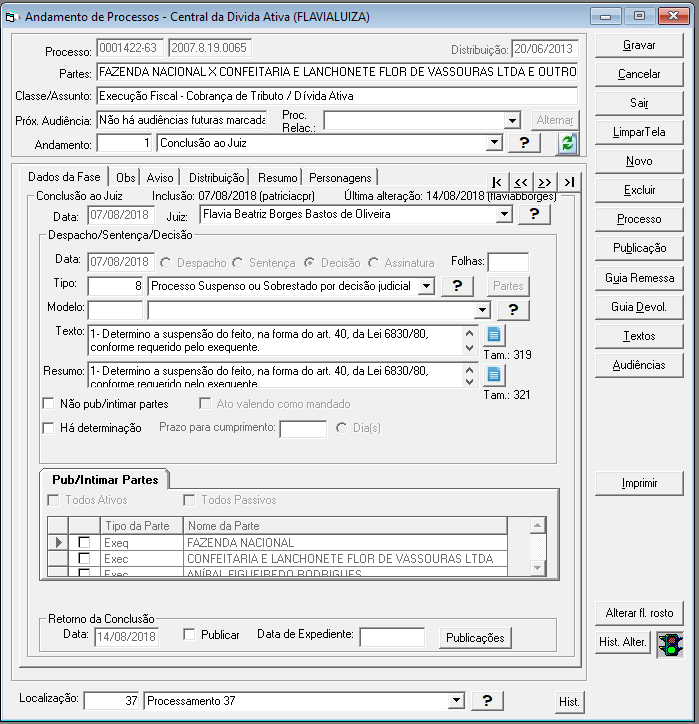 Andamento de Processos - Central da Divida Ativa (FLAVIALUIZA)
Processo: 0001422-63 2007.8.19.0065 Distribuição: 20/06/2013
Partes: FAZENDA NACIONAL X CONFEITARIA E LANCHONETE FLOR DE VASSOURAS LTDA E OUTRO
Classe/Assunto: Execução Fiscal - Cobrança de Tributo / Dívida Ativa
Próx. Audiência: Não há audiências futuras marcada Proc. Relac.: Alternar
Andamento: 1 Conclusão ao Juiz ?
Dados da Fase Obs Aviso Distribuição Resumo Personagens |< << >> >|
Conclusão ao Juiz Inclusão: 07/08/2018 (patriciacpr) Última alteração: 14/08/2018 (flaviabborges)
Data: 07/08/2018 Juiz: Flavia Beatriz Borges Bastos de Oliveira ?
Despacho/Sentença/Decisão
Data: 07/08/2018 Despacho Sentença Decisão Assinatura Folhas:
Tipo: 8 Processo Suspenso ou Sobrestado por decisão judicial ? Partes
Modelo: ?
Texto: 1- Determino a suspensão do feito, na forma do art. 40, da Lei 6830/80,
conforme requerido pelo exequente.
Tam.: 319
Resumo: 1- Determino a suspensão do feito, na forma do art. 40, da Lei 6830/80,
conforme requerido pelo exequente.
Tam.: 321
Não pub/intimar partes Ato valendo como mandado
Há determinação Prazo para cumprimento: Dia(s)
Pub/Intimar Partes
Todos Ativos Todos Passivos
Tipo da Parte Nome da Parte
Exeq FAZENDA NACIONAL
Exec CONFEITARIA E LANCHONETE FLOR DE VASSOURAS LTDA
Exec ANÍBAL FIGUEIREDO RODRIGUES
Retorno da Conclusão
Data: 14/08/2018 Publicar Data de Expediente: Publicações
Localização: 37 Processamento 37 ? Hist.
Gravar
Cancelar
Sair
LimparTela
Novo
Excluir
Processo
Publicação
Guia Remessa
Guia Devol.
Textos
Audiências
Imprimir
Alterar fl. rosto
Hist. Alter.